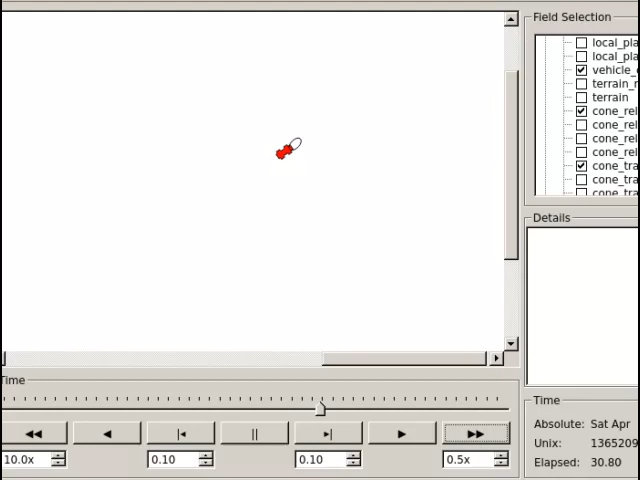 Field Selection
local_pla
local_pla
vehicle_
terrain_r
terrain
cone_rel
cone_rel
cone_rel
cone_rel
cone_tra
cone_tra
Details
Time
Time
10.0x
0.10
0.10
0.5x
Absolute: Sat Apr
Unix: 1365209
Elapsed: 30.80